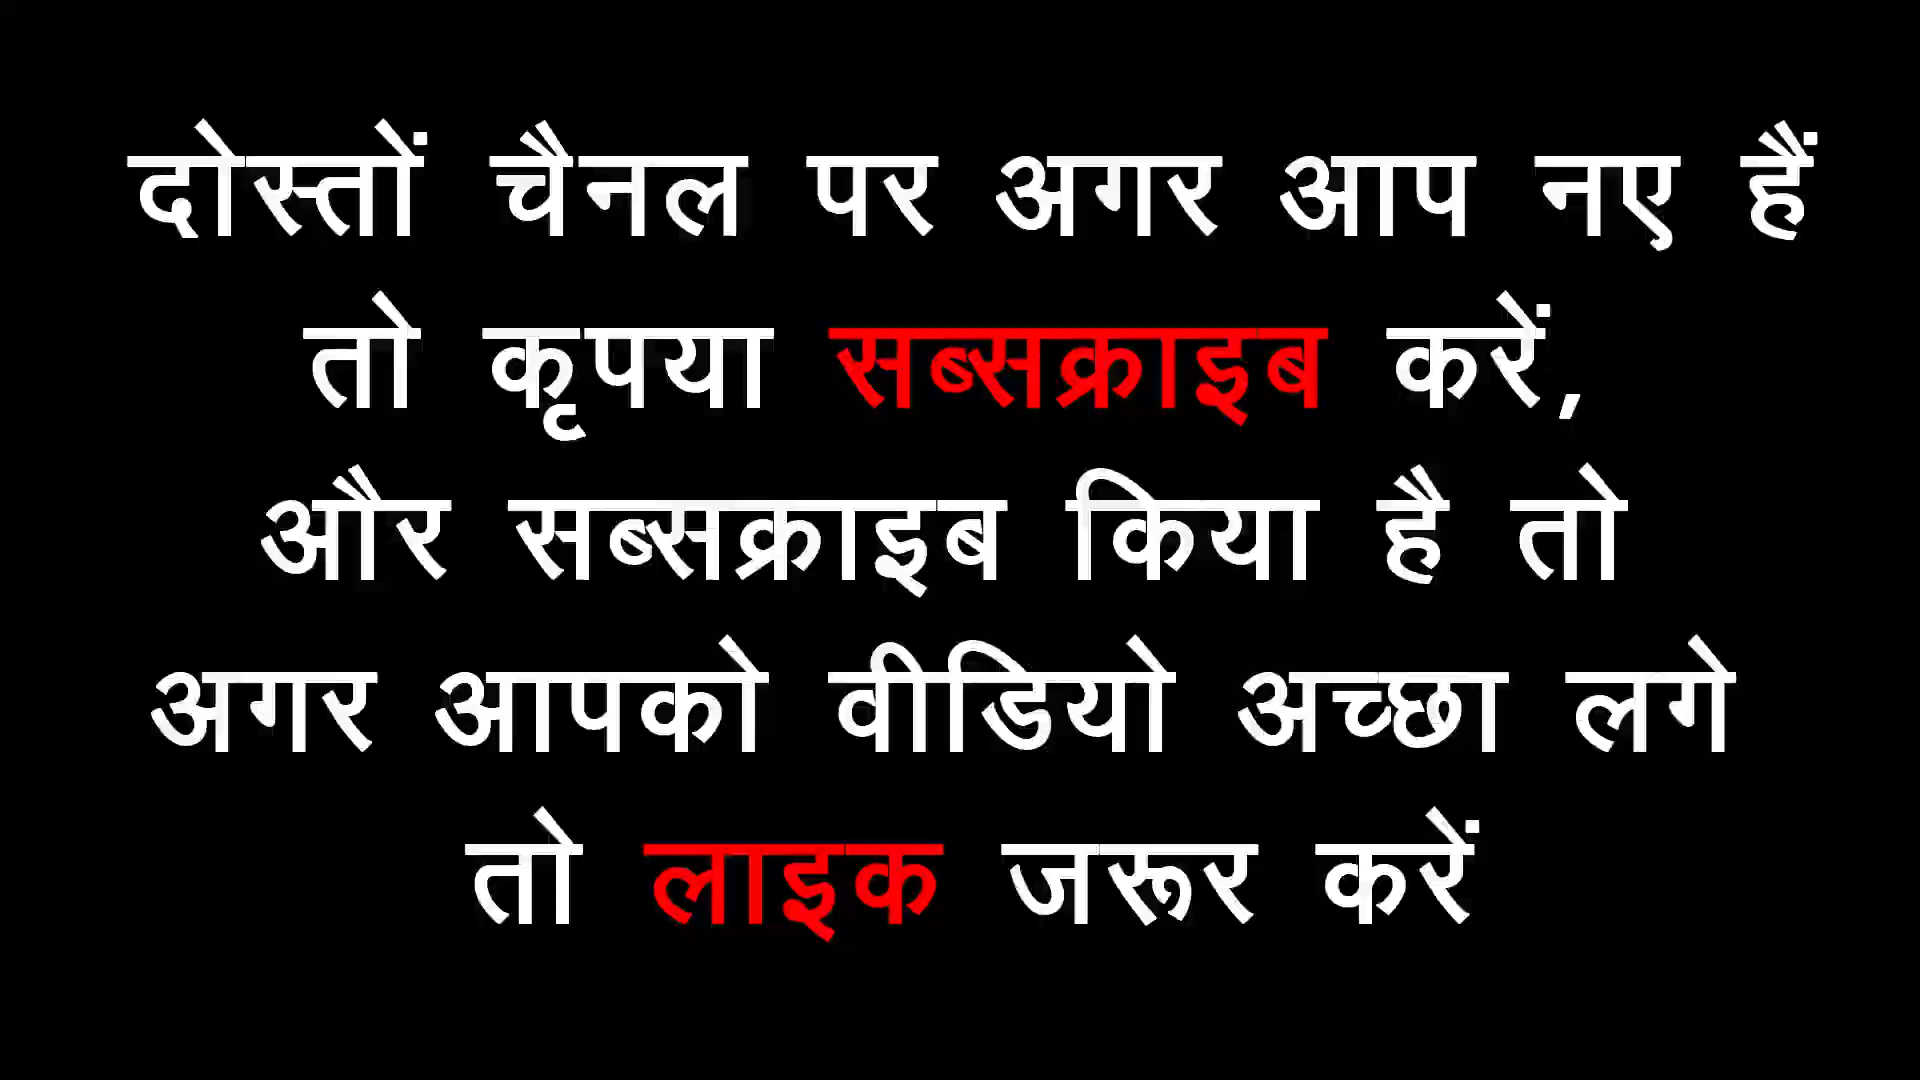 दोस्तों चैनल पर अगर आप नए हैं
तो कृपया सब्सक्राइब करें,
और सब्सक्राइब किया है तो
अगर आपको वीडियो अच्छा लगे
तो लाइक जरूर करें